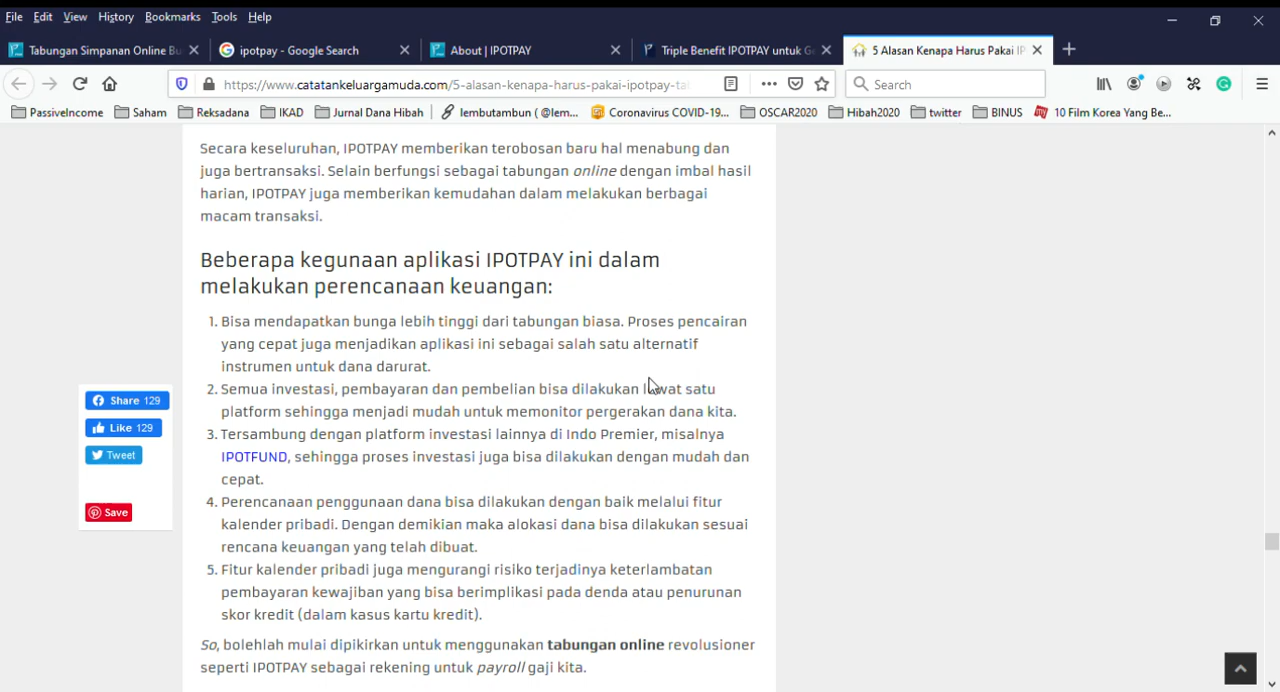 File Edit View History Bookmarks Tools Help
Tabungan Simpanan Online Bu
ipotpay - Google Search
About | IPOTPAY
Triple Benefit IPOTPAY untuk Ge
5 Alasan Kenapa Harus Pakai IP
https://www.catatankeluargamuda.com/5-alasan-kenapa-harus-pakai-ipotpay-ta
Search
PassiveIncome Saham Reksadana IKAD Jurnal Dana Hibah lembutambun ( @lem... Coronavirus COVID-19... OSCAR2020 Hibah2020 twitter BINUS 10 Film Korea Yang Be...
Secara keseluruhan, IPOTPAY memberikan terobosan baru hal menabung dan
juga bertransaksi. Selain berfungsi sebagai tabungan online dengan imbal hasil
harian, IPOTPAY juga memberikan kemudahan dalam melakukan berbagai
macam transaksi.
Beberapa kegunaan aplikasi IPOTPAY ini dalam
melakukan perencanaan keuangan:
1. Bisa mendapatkan bunga lebih tinggi dari tabungan biasa. Proses pencairan
yang cepat juga menjadikan aplikasi ini sebagai salah satu alternatif
instrumen untuk dana darurat.
2. Semua investasi, pembayaran dan pembelian bisa dilakukan lewat satu
platform sehingga menjadi mudah untuk memonitor pergerakan dana kita.
3. Tersambung dengan platform investasi lainnya di Indo Premier, misalnya
IPOTFUND, sehingga proses investasi juga bisa dilakukan dengan mudah dan
cepat.
4. Perencanaan penggunaan dana bisa dilakukan dengan baik melalui fitur
kalender pribadi. Dengan demikian maka alokasi dana bisa dilakukan sesuai
rencana keuangan yang telah dibuat.
5. Fitur kalender pribadi juga mengurangi risiko terjadinya keterlambatan
pembayaran kewajiban yang bisa berimplikasi pada denda atau penurunan
skor kredit (dalam kasus kartu kredit).
So, bolehlah mulai dipikirkan untuk menggunakan tabungan online revolusioner
seperti IPOTPAY sebagai rekening untuk payroll gaji kita.
Share 129
Like 129
Tweet
Save